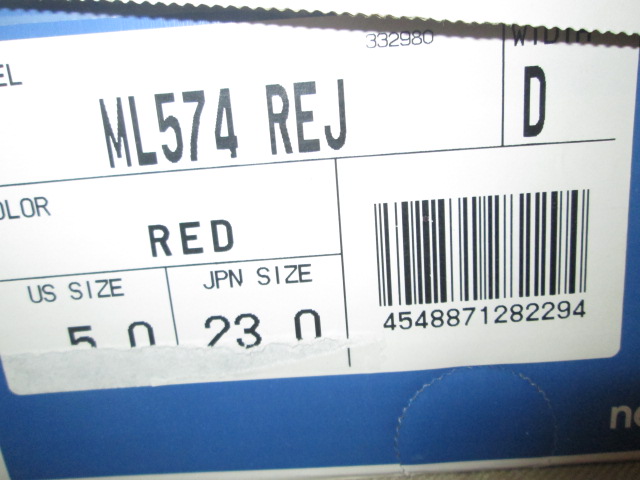 332980
WIDTH
EL
ML574 REJ
D
OLOR
RED
US SIZE
JPN SIZE
5.0
23.0
4548871282294
ne